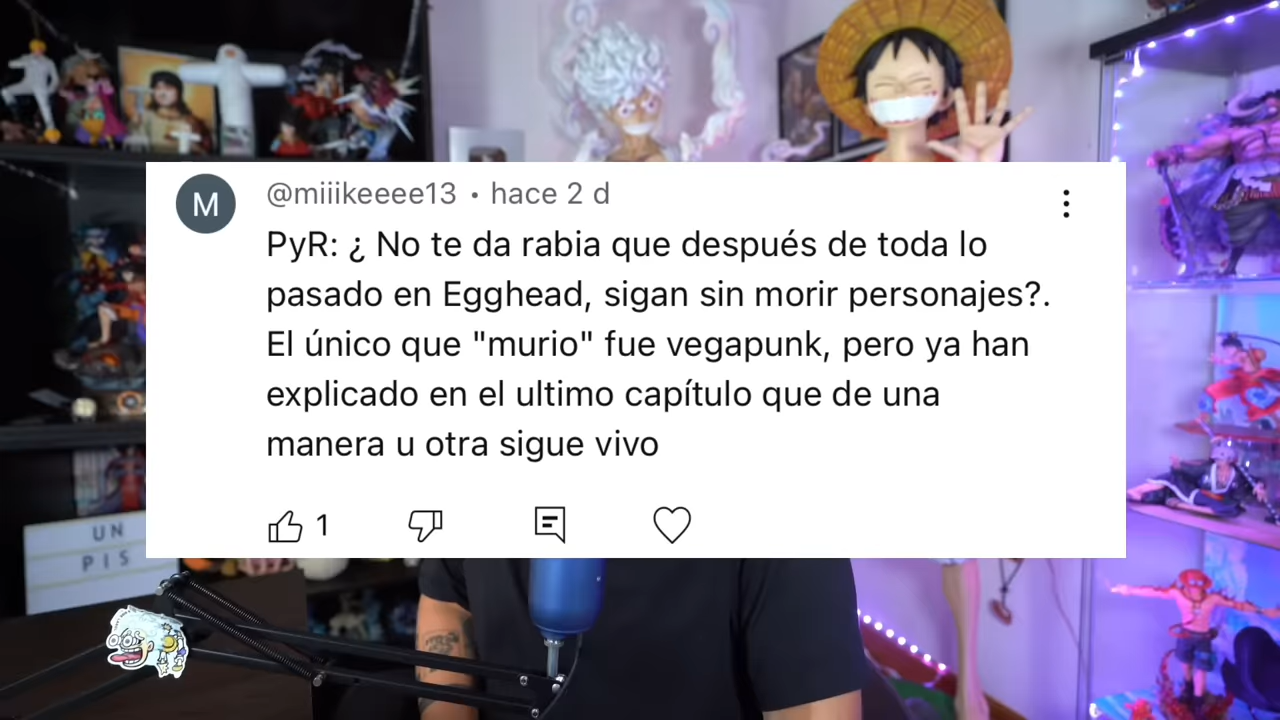 M
@miiikeeee13 · hace 2 d
PyR: ¿ No te da rabia que después de toda lo
pasado en Egghead, sigan sin morir personajes?.
El único que "murio" fue vegapunk, pero ya han
explicado en el ultimo capítulo que de una
manera u otra sigue vivo
1
UN
PIS